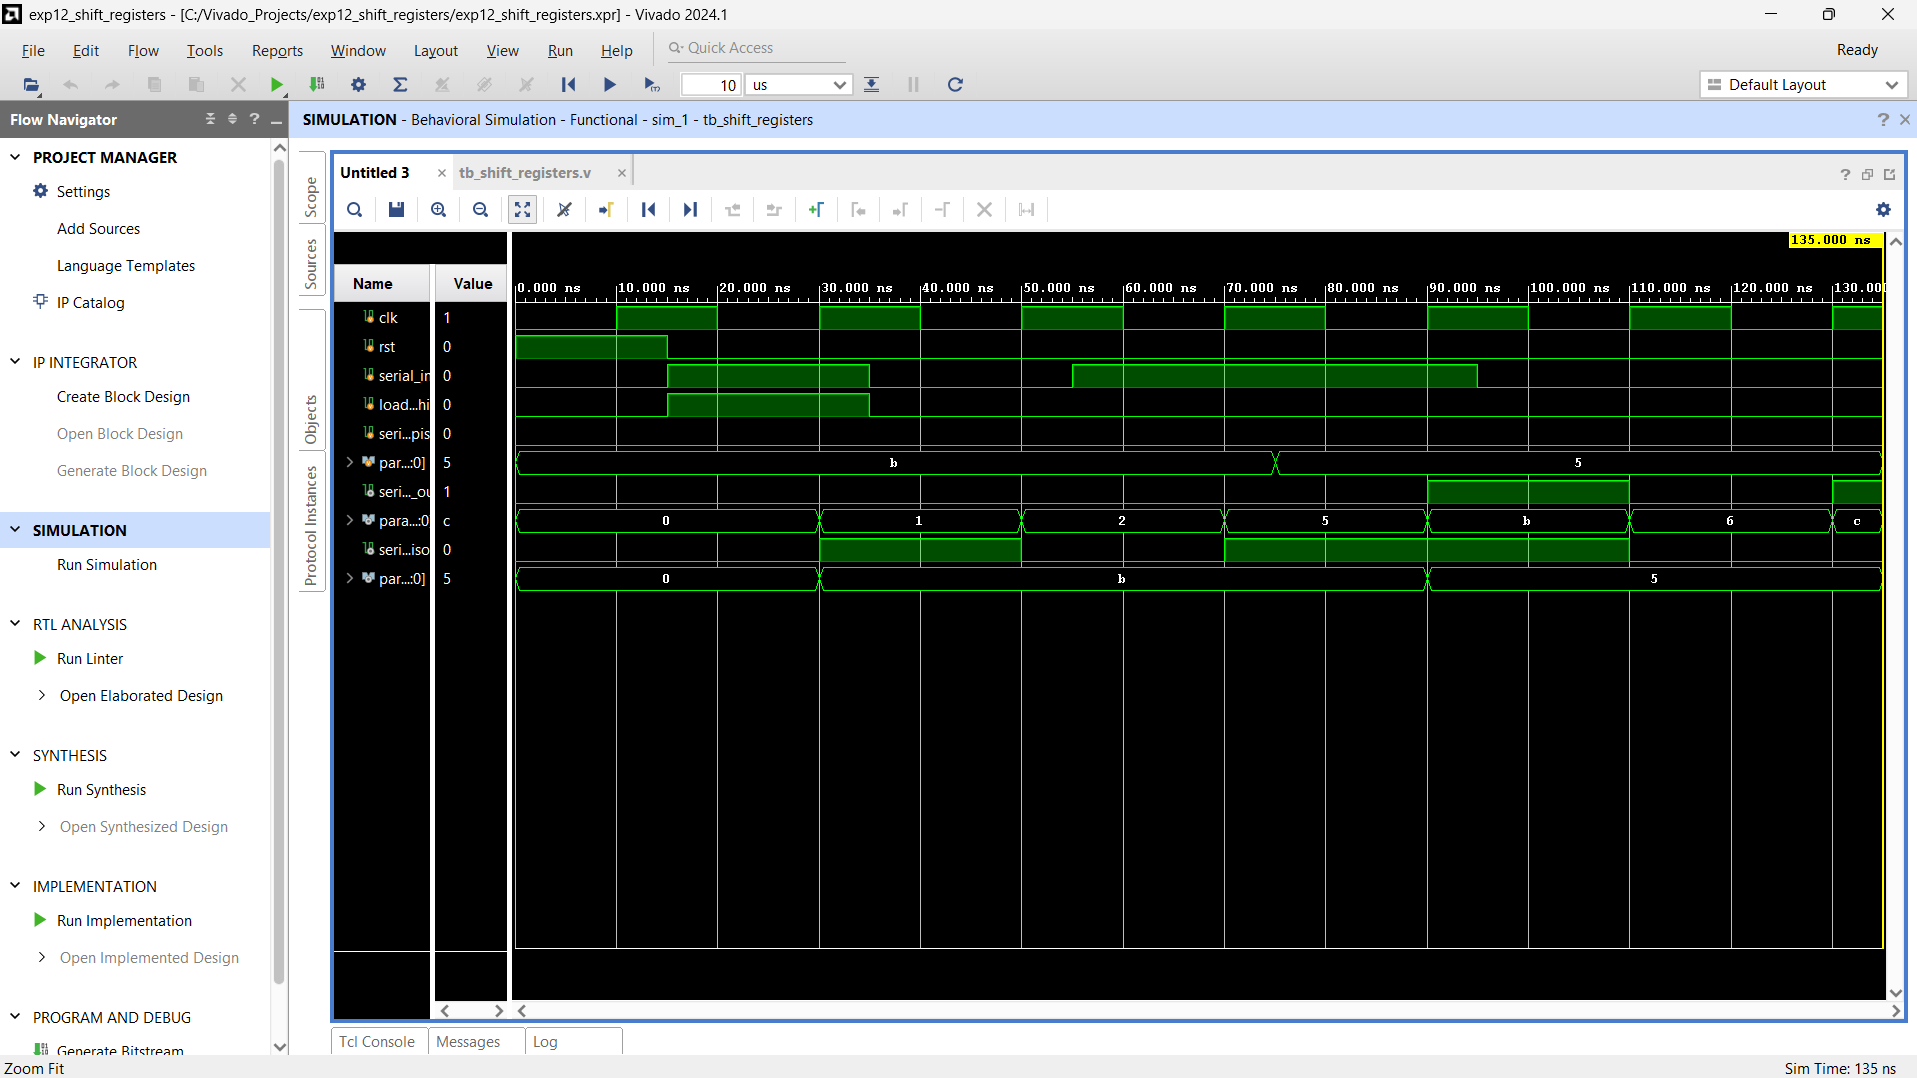 exp12_shift_registers - [C:/Vivado_Projects/exp12_shift_registers/exp12_shift_registers.xpr] - Vivado 2024.1
File Edit Flow Tools Reports Window Layout View Run Help Quick Access Ready
10 us Default Layout
Flow Navigator
SIMULATION - Behavioral Simulation - Functional - sim_1 - tb_shift_registers
PROJECT MANAGER
Settings
Add Sources
Language Templates
IP Catalog
IP INTEGRATOR
Create Block Design
Open Block Design
Generate Block Design
SIMULATION
Run Simulation
RTL ANALYSIS
Run Linter
Open Elaborated Design
SYNTHESIS
Run Synthesis
Open Synthesized Design
IMPLEMENTATION
Run Implementation
Open Implemented Design
PROGRAM AND DEBUG
Generate Bitstream
Scope
Sources
Objects
Protocol Instances
Untitled 3 tb_shift_registers.v
135.000 ns
Name Value
0.000 ns 10.000 ns 20.000 ns 30.000 ns 40.000 ns 50.000 ns 60.000 ns 70.000 ns 80.000 ns 90.000 ns 100.000 ns 110.000 ns 120.000 ns 130.00
clk 1
rst 0
serial_in 0
load...hi 0
seri...pis 0
par...:0] 5 b 5
seri..._ou 1
para...:0 c 0 1 2 5 b 6 c
seri...iso 0
par...:0] 5 0 b 5
Tcl Console Messages Log
Zoom Fit Sim Time: 135 ns